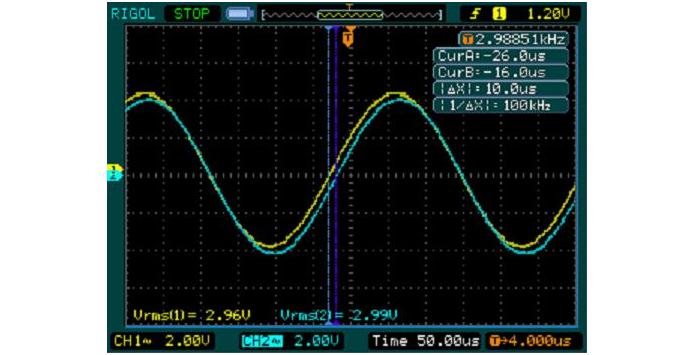 RIGOL STOP T 1 1.20V
T
T 2.98851kHz
CurA:-26.0us
CurB:-16.0us
|ΔX|: 10.0us
|1/ΔX|: 100kHz
1
2
Vrms(1)= 2.96V Vrms(2)= 2.99V
CH1~ 2.00V CH2~ 2.00V Time 50.00us T→4.000us